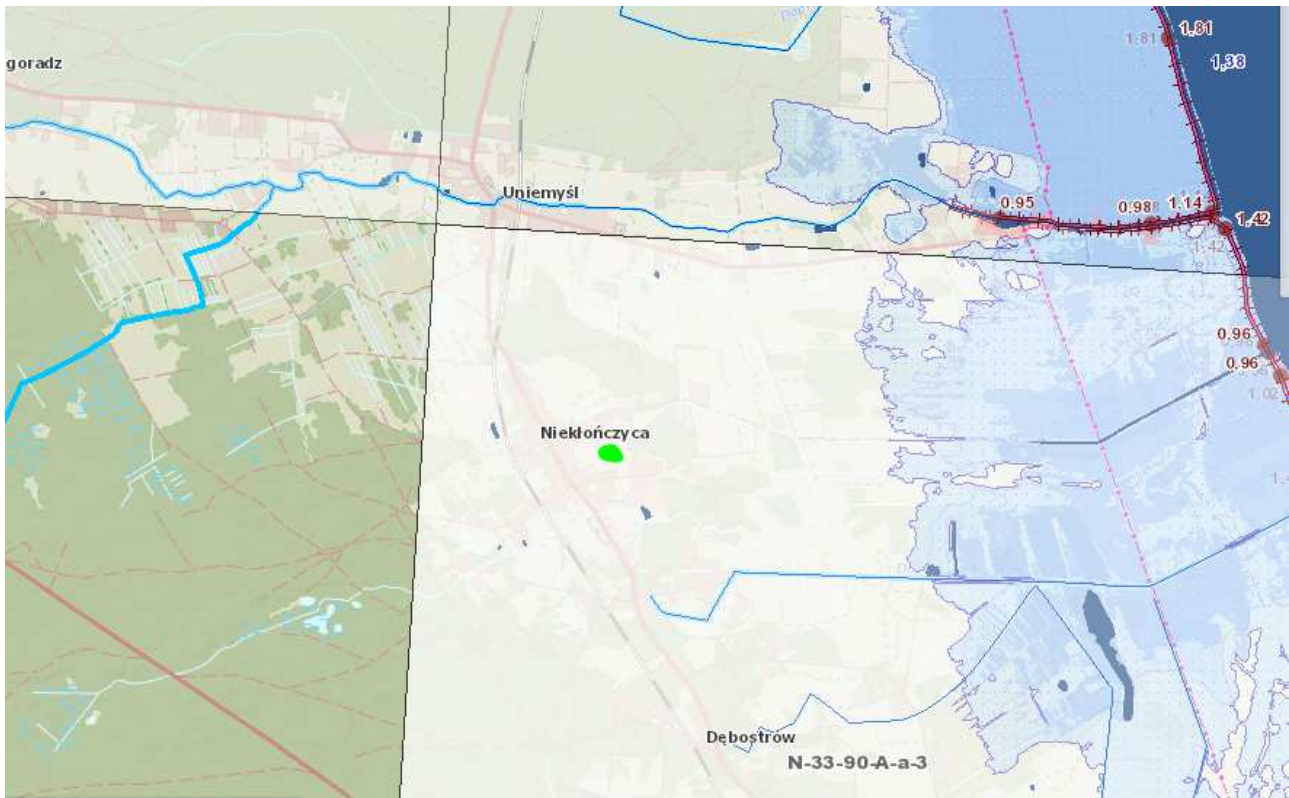 1,81
1,81
1,38
goradz
Uniemyśl
0.95
0.98
1.14
1,42
1,42
0.96
0.96
1,02
Niekłończyca
Dębostrów
N-33-90-A-a-3